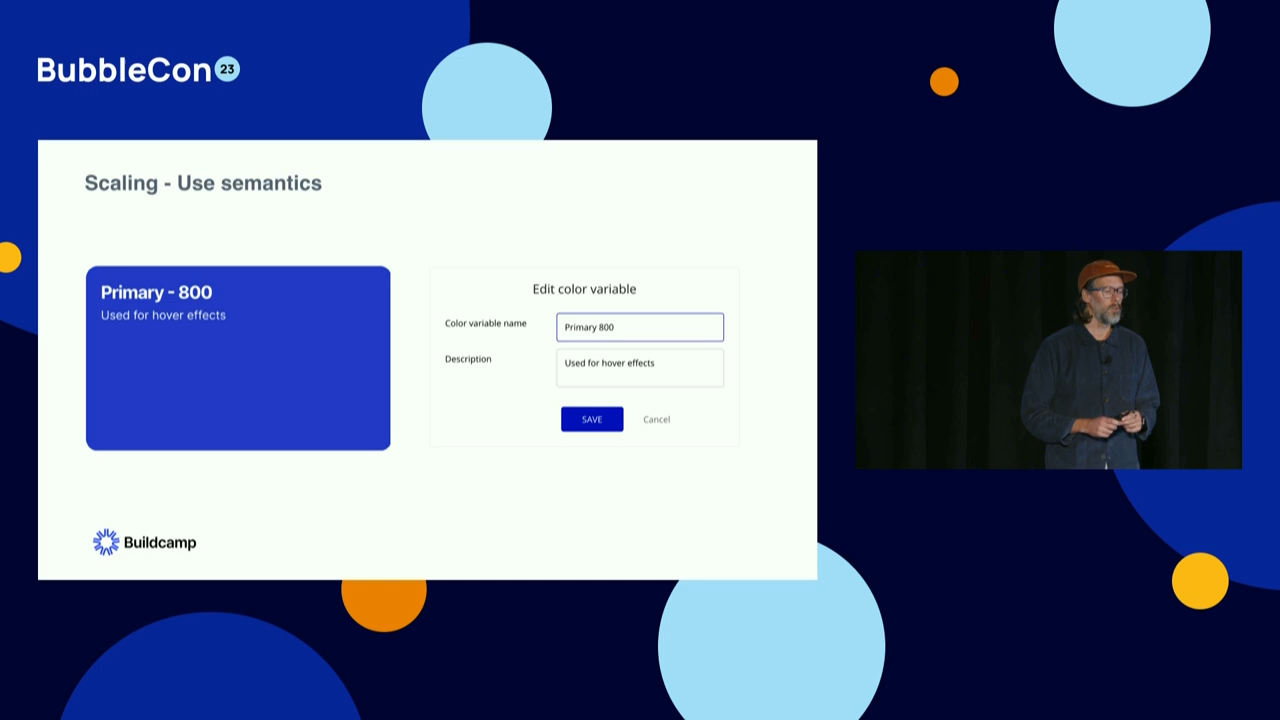 BubbleCon 23
Scaling - Use semantics
Primary - 800
Used for hover effects
Edit color variable
Color variable name
Primary 800
Description
Used for hover effects
SAVE
Cancel
Buildcamp